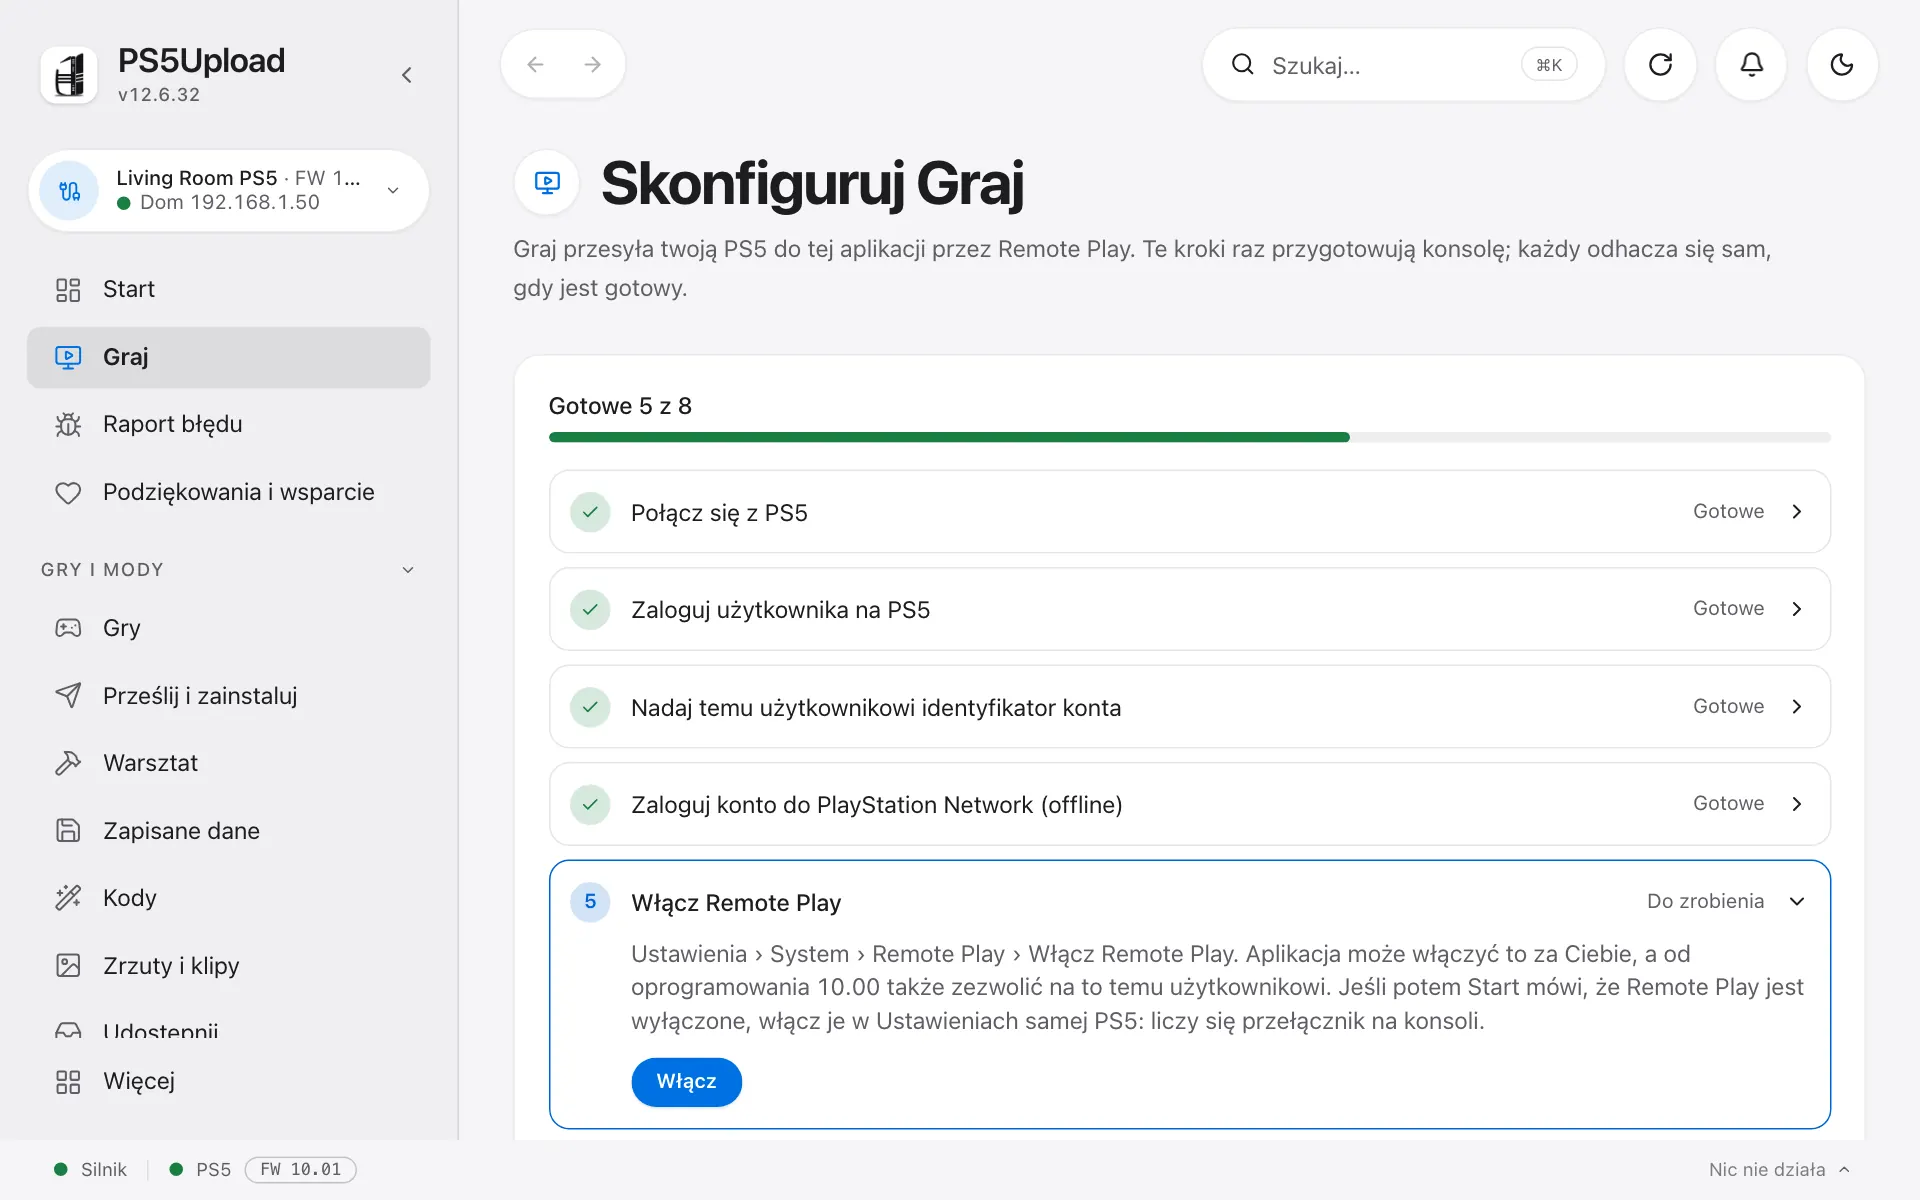 PS5Upload
v12.6.32
Living Room PS5 · FW 1...
Dom 192.168.1.50
Start
Graj
Raport błędu
Podziękowania i wsparcie
GRY I MODY
Gry
Prześlij i zainstaluj
Warsztat
Zapisane dane
Kody
Zrzuty i klipy
Udostępnij
Więcej
Szukaj...
⌘K
Skonfiguruj Graj
Graj przesyła twoją PS5 do tej aplikacji przez Remote Play. Te kroki raz przygotowują konsolę; każdy odhacza się sam,
gdy jest gotowy.
Gotowe 5 z 8
Połącz się z PS5
Gotowe
Zaloguj użytkownika na PS5
Gotowe
Nadaj temu użytkownikowi identyfikator konta
Gotowe
Zaloguj konto do PlayStation Network (offline)
Gotowe
5
Włącz Remote Play
Do zrobienia
Ustawienia › System › Remote Play › Włącz Remote Play. Aplikacja może włączyć to za Ciebie, a od
oprogramowania 10.00 także zezwolić na to temu użytkownikowi. Jeśli potem Start mówi, że Remote Play jest
wyłączone, włącz je w Ustawieniach samej PS5: liczy się przełącznik na konsoli.
Włącz
Silnik
PS5
FW 10.01
Nic nie działa